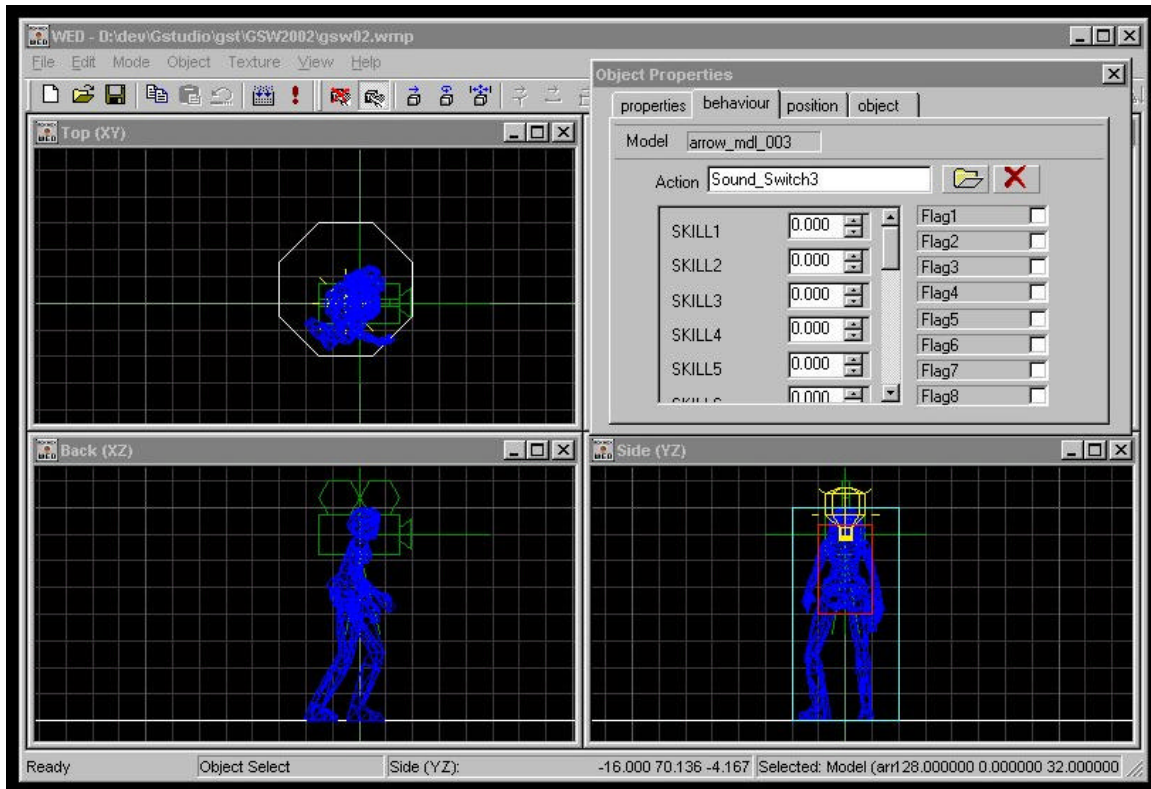 WED - D:\dev\Gstudio\gst\GSW2002\gsw02.wmp
File Edit Mode Object Texture View Help
Object Properties
properties behaviour position object
Model arrow_mdl_003
Action Sound_Switch3
SKILL1 0.000 Flag1
Flag2
SKILL2 0.000 Flag3
SKILL3 0.000 Flag4
SKILL4 0.000 Flag5
Flag6
SKILL5 0.000 Flag7
0.000 Flag8
Top (XY)
Back (XZ)
Side (YZ)
Ready Object Select Side (YZ): -16.000 70.136 -4.167 Selected: Model (arr128.000000 0.000000 32.000000